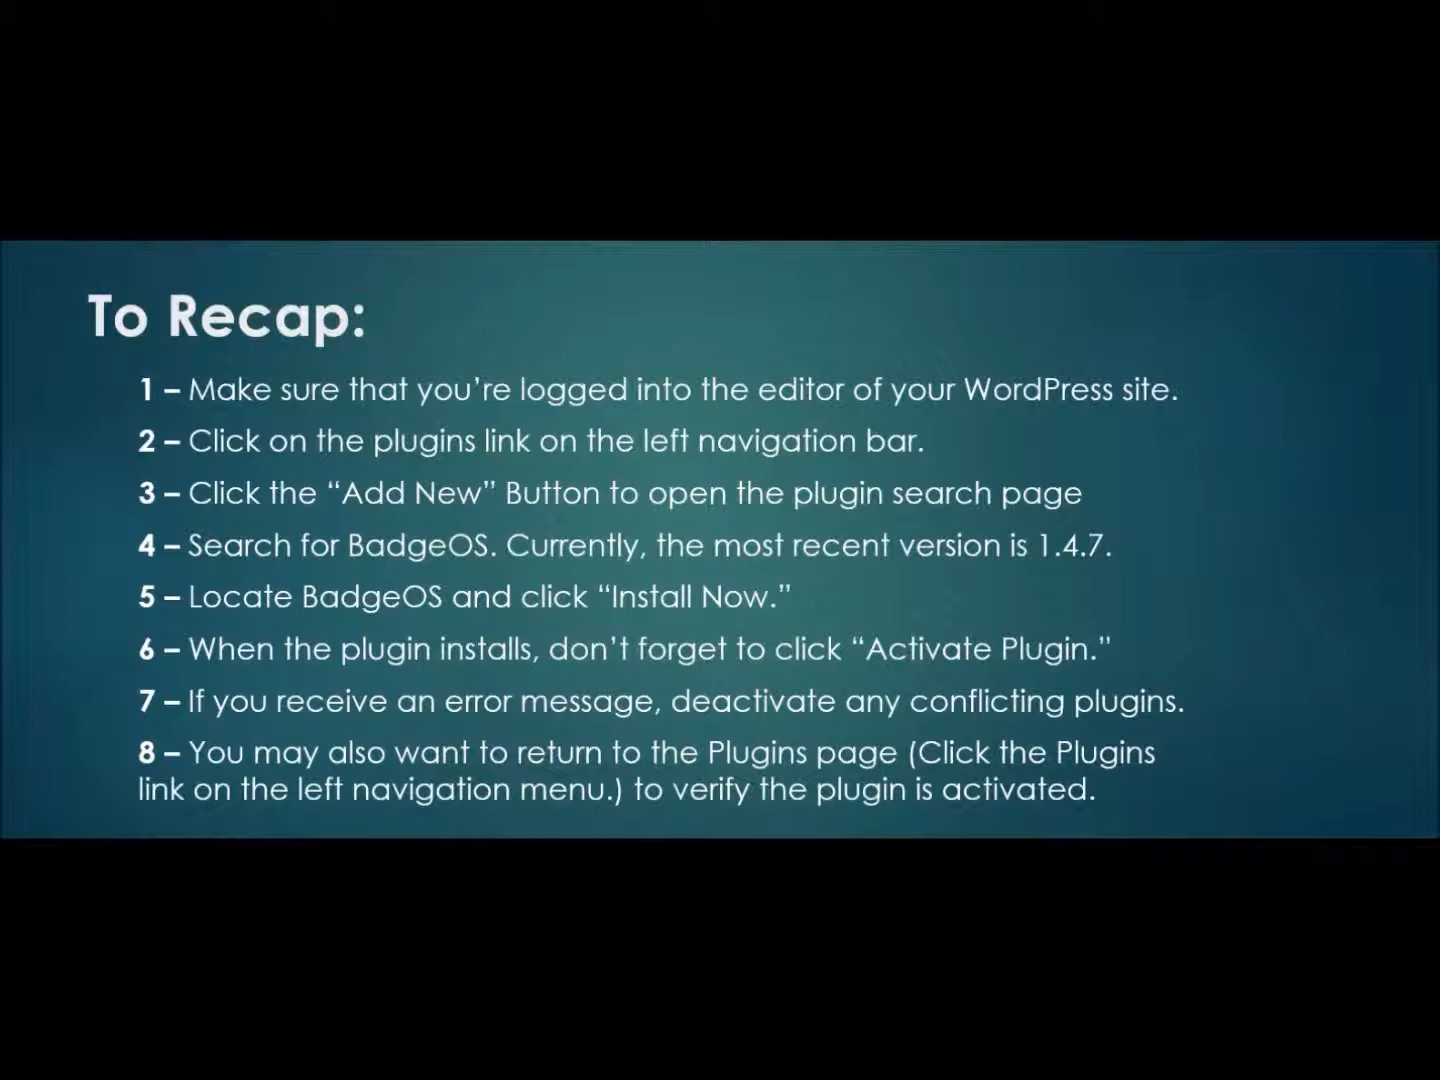 To Recap:
1 – Make sure that you’re logged into the editor of your WordPress site.
2 – Click on the plugins link on the left navigation bar.
3 – Click the “Add New” Button to open the plugin search page
4 – Search for BadgeOS. Currently, the most recent version is 1.4.7.
5 – Locate BadgeOS and click “Install Now.”
6 – When the plugin installs, don’t forget to click “Activate Plugin.”
7 – If you receive an error message, deactivate any conflicting plugins.
8 – You may also want to return to the Plugins page (Click the Plugins
link on the left navigation menu.) to verify the plugin is activated.